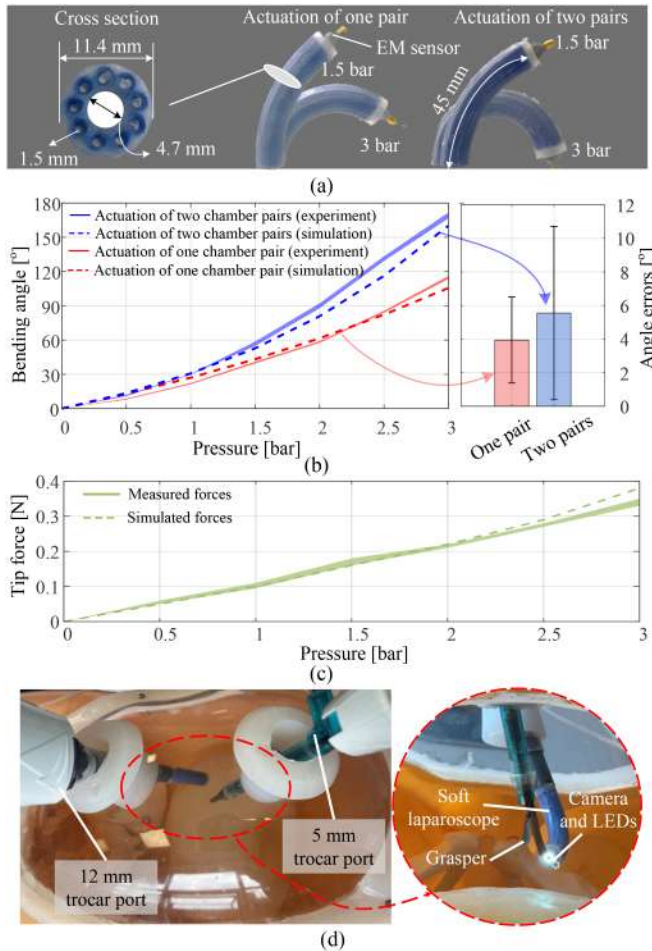 Cross section
11.4 mm
1.5 mm
4.7 mm
Actuation of one pair
EM sensor
1.5 bar
3 bar
Actuation of two pairs
1.5 bar
45 mm
3 bar
(a)
180
150
120
90
60
30
0
Bending angle [°]
Actuation of two chamber pairs (experiment)
Actuation of two chamber pairs (simulation)
Actuation of one chamber pair (experiment)
Actuation of one chamber pair (simulation)
0 0.5 1 1.5 2 2.5 3
Pressure [bar]
12
10
8
6
4
2
0
Angle errors [°]
One pair
Two pairs
(b)
0.4
0.3
0.2
0.1
0
Tip force [N]
Measured forces
Simulated forces
0 0.5 1 1.5 2 2.5 3
Pressure [bar]
(c)
12 mm
trocar port
5 mm
trocar port
Soft
laparoscope
Grasper
Camera
and LEDs
(d)